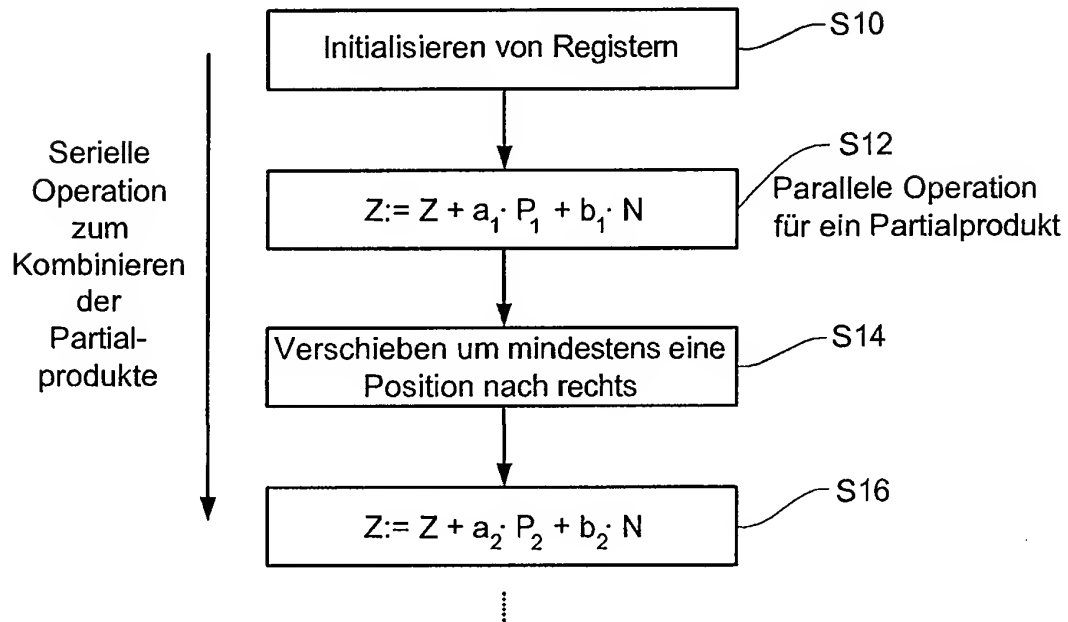 Initialisieren von Registern
S10
Serielle
Operation
zum
Kombinieren
der
Partial-
produkte
Z:= Z + a₁· P₁ + b₁· N
S12
Parallele Operation
für ein Partialprodukt
Verschieben um mindestens eine
Position nach rechts
S14
Z:= Z + a₂· P₂ + b₂· N
S16